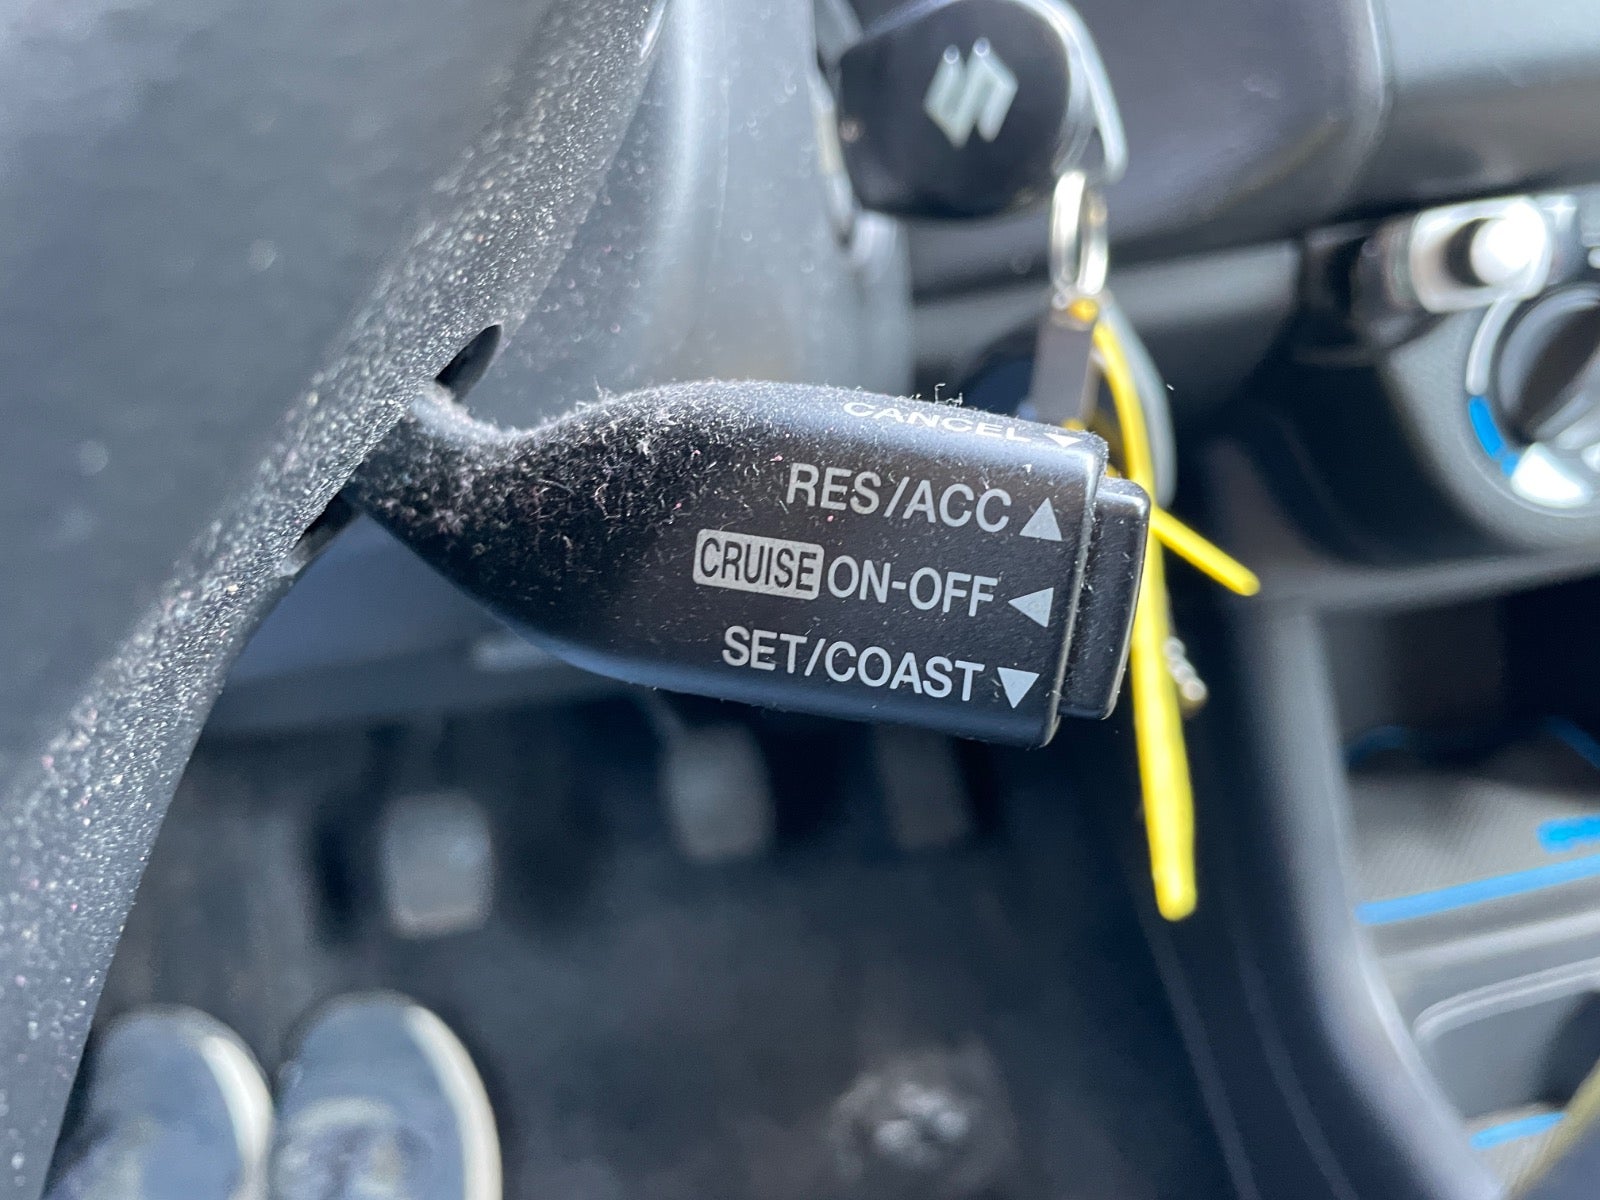 CANCEL
RES/ACC
CRUISE ON-OFF
SET/COAST